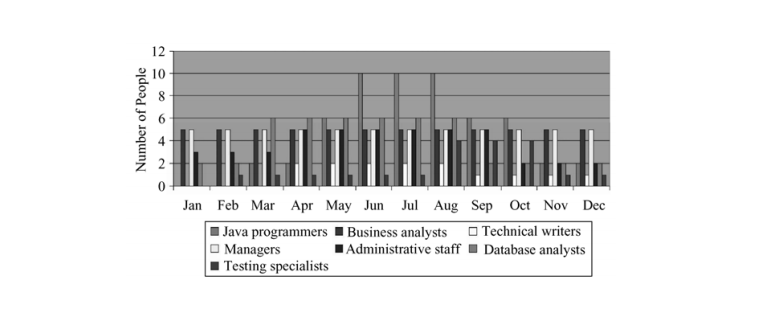 12
10
8
6
4
2
0
Number of People
Jan Feb Mar Apr May Jun Jul Aug Sep Oct Nov Dec
Java programmers Business analysts Technical writers
Managers Administrative staff Database analysts
Testing specialists